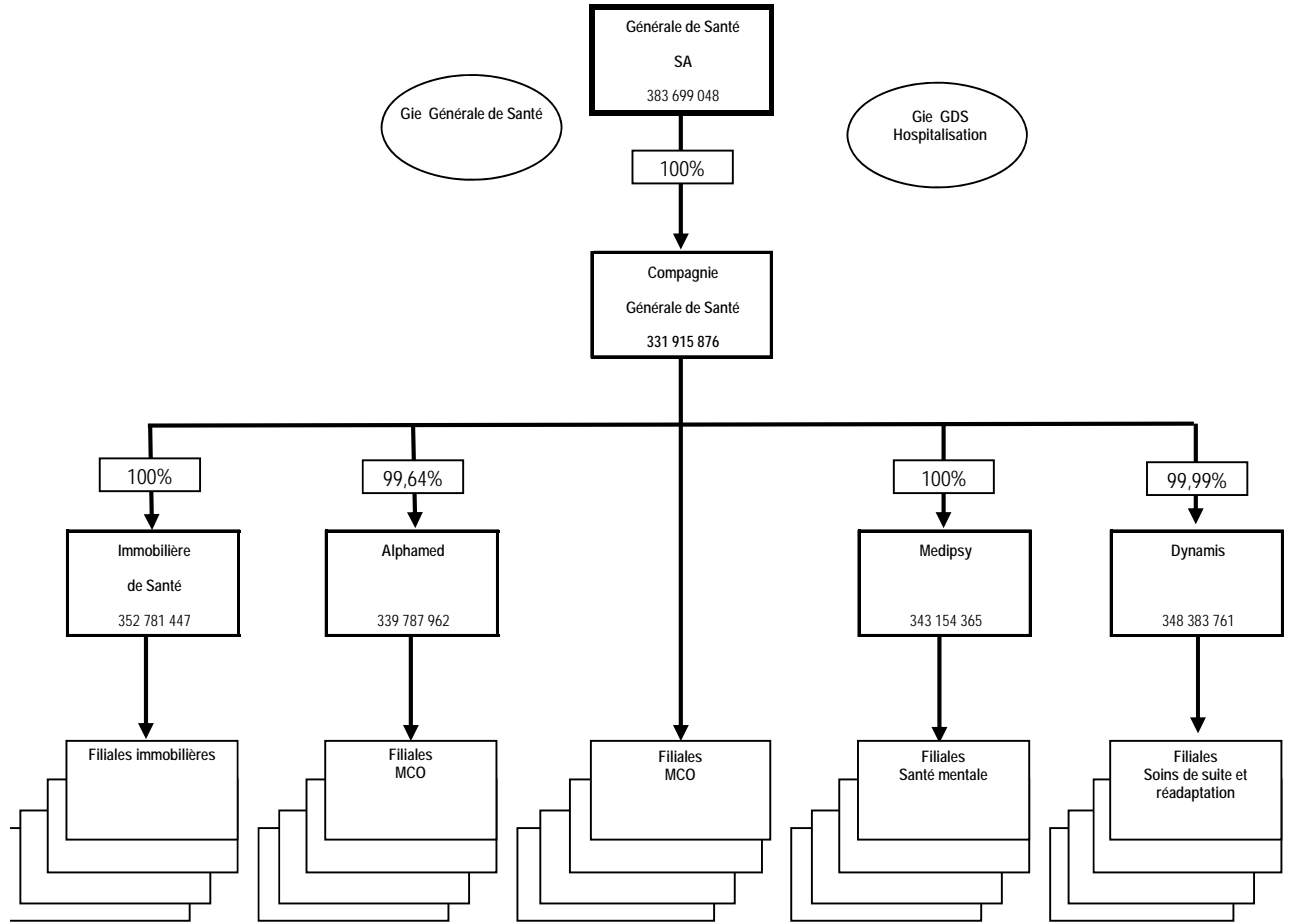 Générale de Santé
SA
383 699 048
Gie Générale de Santé
Gie GDS
Hospitalisation
100%
Compagnie
Générale de Santé
331 915 876
100%
99,64%
100%
99,99%
Immobilière
de Santé
352 781 447
Alphamed
339 787 962
Medipsy
343 154 365
Dynamis
348 383 761
Filiales immobilières
Filiales
MCO
Filiales
MCO
Filiales
Santé mentale
Filiales
Soins de suite et
réadaptation